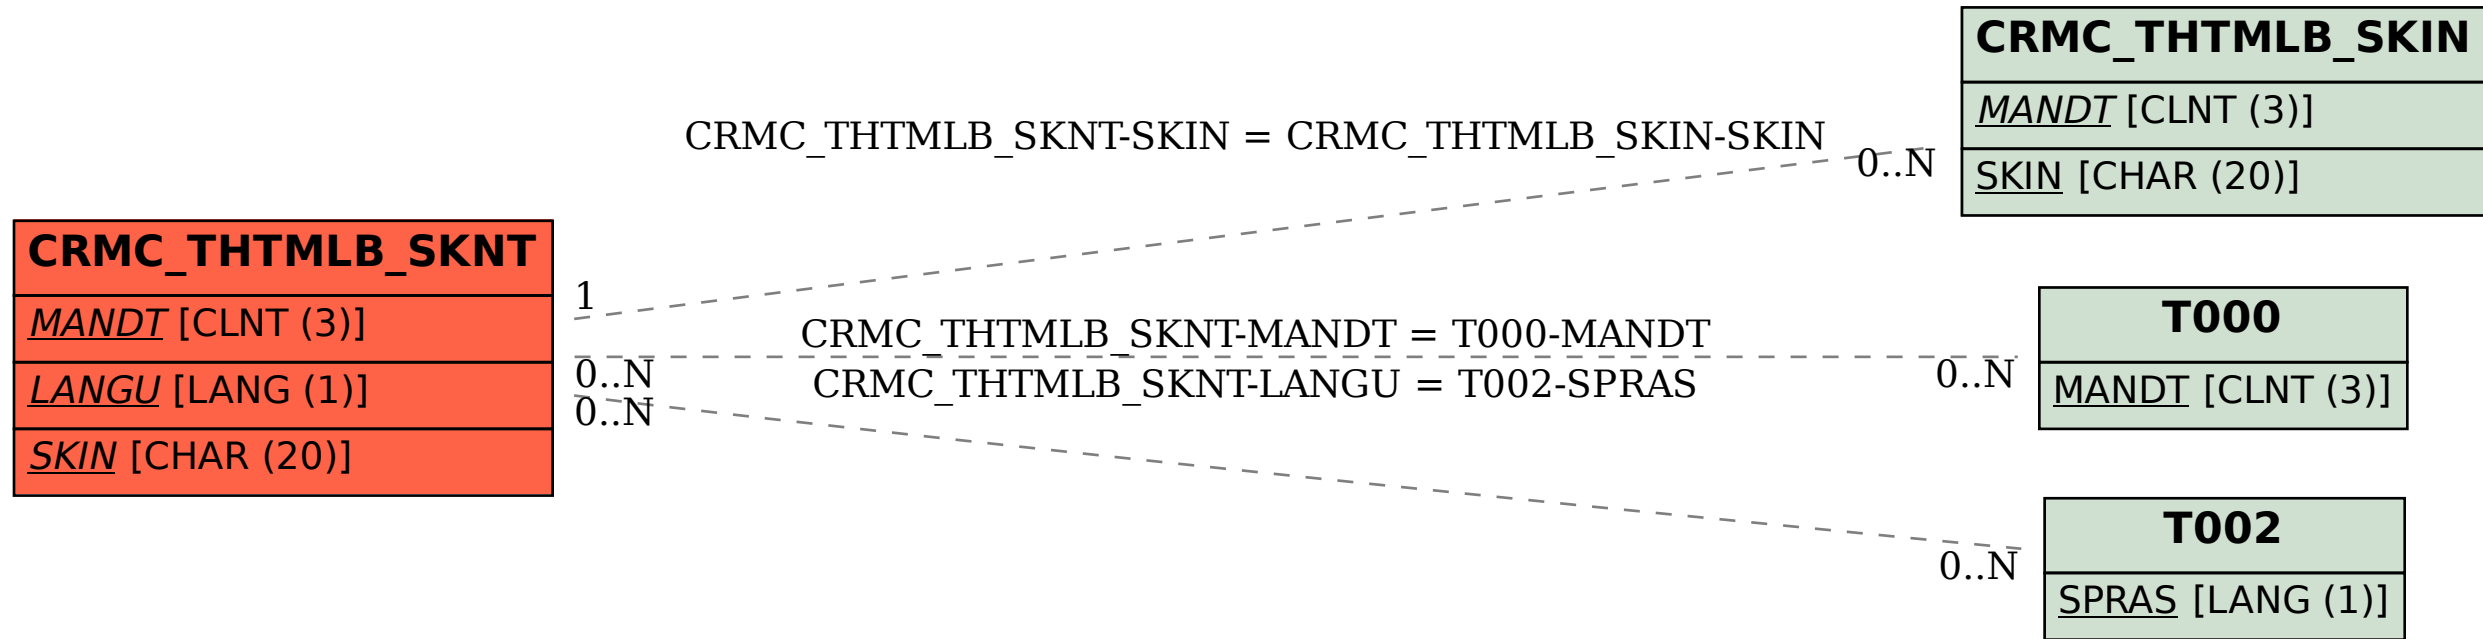 CRMC_THTMLB_SKIN
MANDT [CLNT (3)]
SKIN [CHAR (20)]
CRMC_THTMLB_SKNT-SKIN = CRMC_THTMLB_SKIN-SKIN
0..N
1
CRMC_THTMLB_SKNT
MANDT [CLNT (3)]
LANGU [LANG (1)]
SKIN [CHAR (20)]
CRMC_THTMLB_SKNT-MANDT = T000-MANDT
0..N
0..N
T000
MANDT [CLNT (3)]
CRMC_THTMLB_SKNT-LANGU = T002-SPRAS
0..N
0..N
T002
SPRAS [LANG (1)]